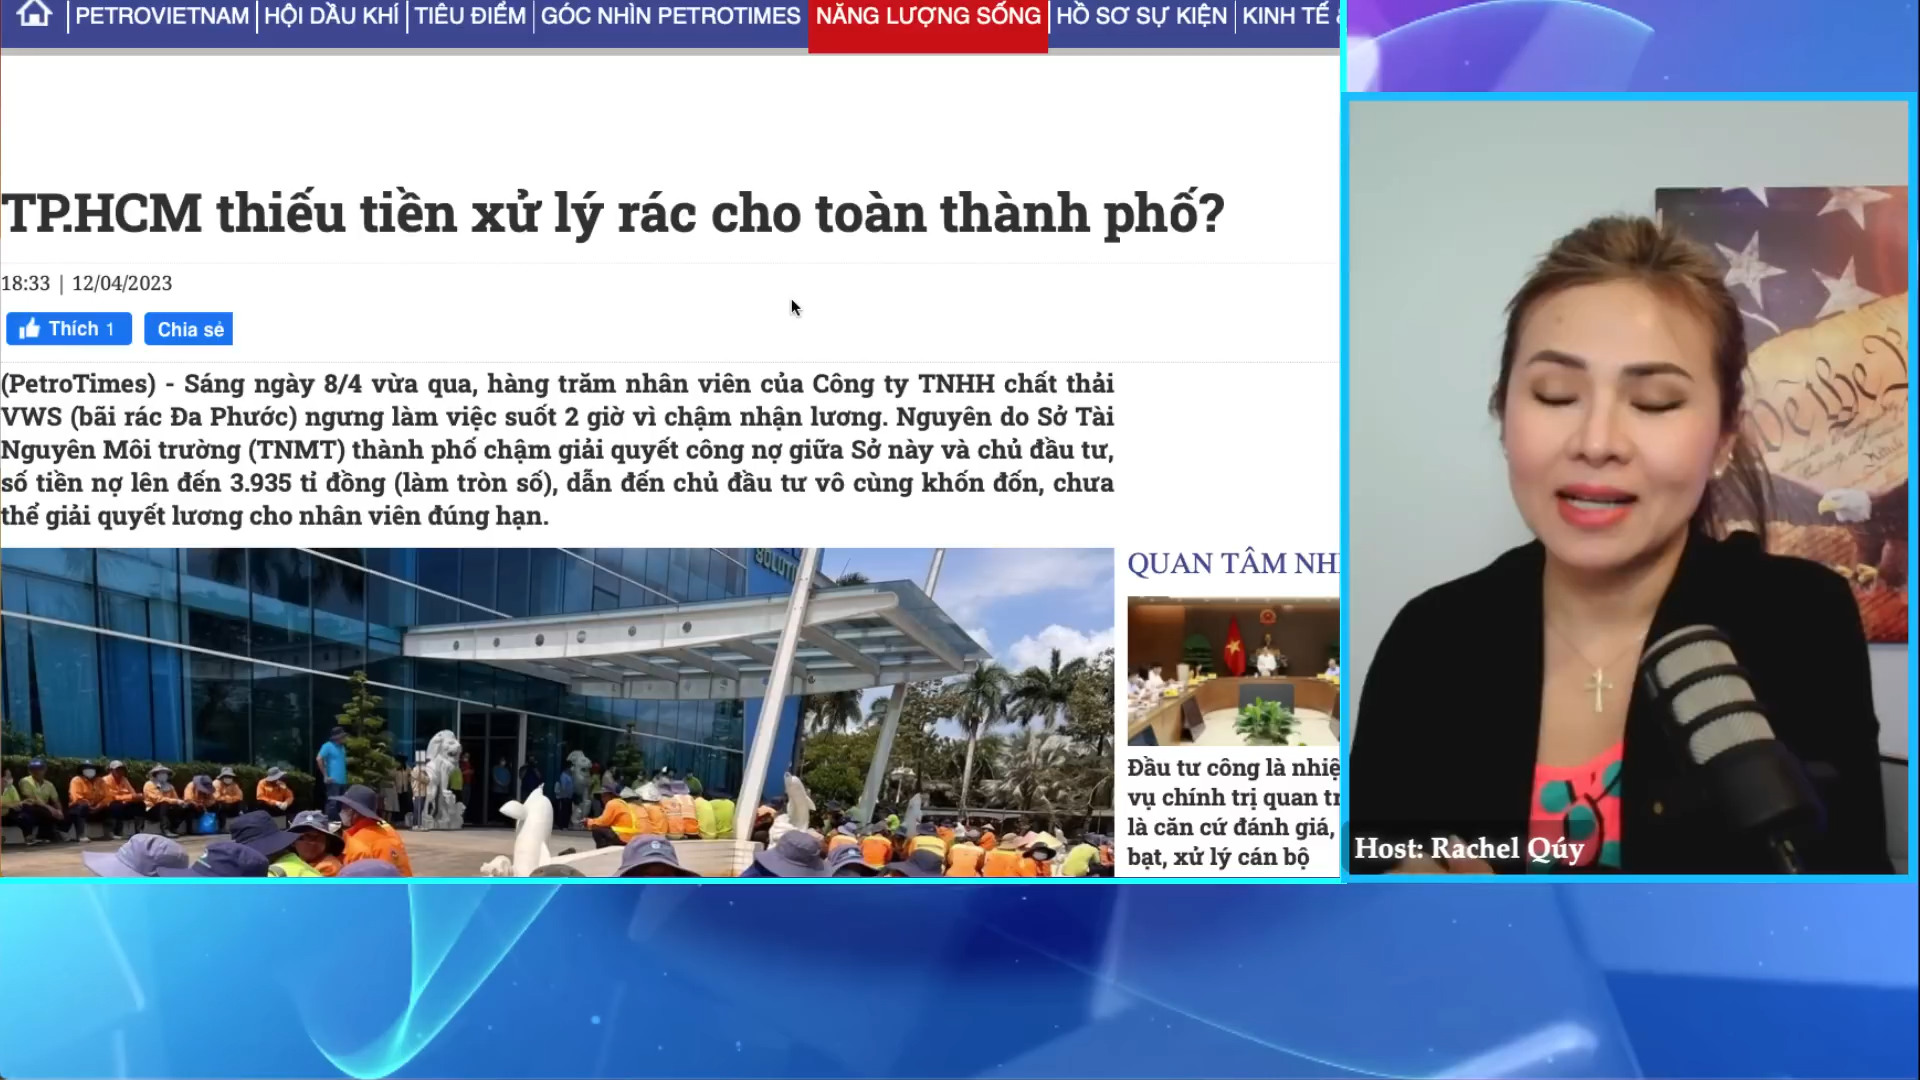 PETROVIETNAM HỘI DẦU KHÍ TIÊU ĐIỂM GÓC NHÌN PETROTIMES NĂNG LƯỢNG SỐNG HỒ SƠ SỰ KIỆN KINH TẾ
TP.HCM thiếu tiền xử lý rác cho toàn thành phố?
18:33 | 12/04/2023
Thích 1 Chia sẻ
(PetroTimes) - Sáng ngày 8/4 vừa qua, hàng trăm nhân viên của Công ty TNHH chất thải
VWS (bãi rác Đa Phước) ngưng làm việc suốt 2 giờ vì chậm nhận lương. Nguyên do Sở Tài
Nguyên Môi trường (TNMT) thành phố chậm giải quyết công nợ giữa Sở này và chủ đầu tư,
số tiền nợ lên đến 3.935 tỉ đồng (làm tròn số), dẫn đến chủ đầu tư vô cùng khốn đốn, chưa
thể giải quyết lương cho nhân viên đúng hạn.
QUAN TÂM NH
Đầu tư công là nhiệ
vụ chính trị quan tr
là căn cứ đánh giá,
bạt, xử lý cán bộ
We the
Host: Rachel Qúy